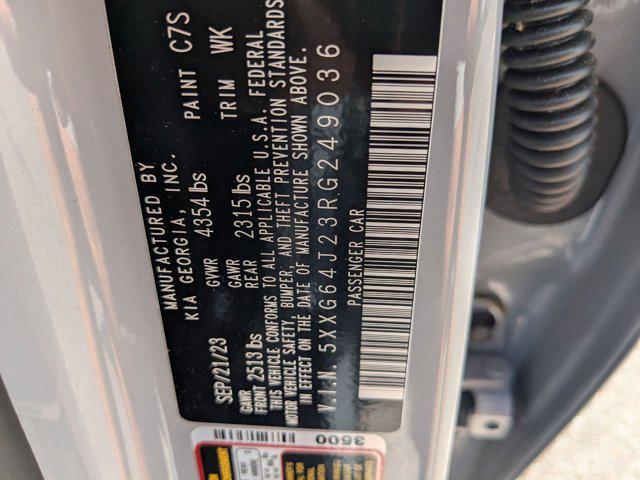 MANUFACTURED BY
KIA GEORGIA, INC.
PAINT C7S
SEP/21/23 GVWR 4354 lbs TRIM WK
GAWR GAWR
FRONT 2513 lbs REAR 2315 lbs
THIS VEHICLE CONFORMS TO ALL APPLICABLE U.S.A. FEDERAL
MOTOR VEHICLE SAFETY, BUMPER, AND THEFT PREVENTION STANDARDS
IN EFFECT ON THE DATE OF MANUFACTURE SHOWN ABOVE.
V.I.N. 5XXG64J23RG249036
PASSENGER CAR
3500